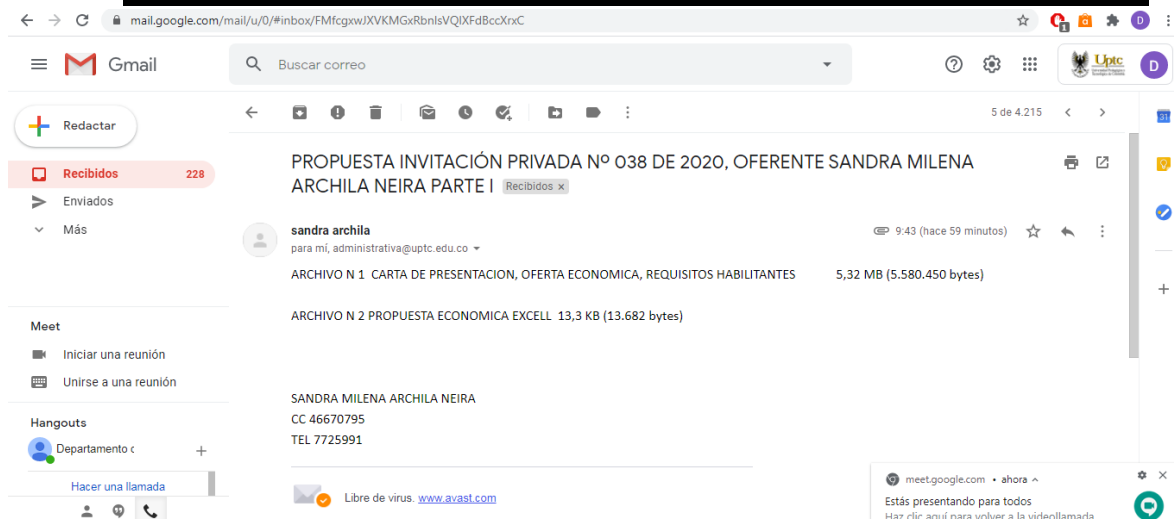 mail.google.com/mail/u/0/#inbox/FMfcgxwJXVKMGxRbnlsVQlXFdBccXrxC
1
D
Gmail
Buscar correo
Uptc
D
Redactar
5 de 4.215
31
Recibidos 228
Enviados
Más
PROPUESTA INVITACIÓN PRIVADA Nº 038 DE 2020, OFERENTE SANDRA MILENA
ARCHILA NEIRA PARTE I Recibidos x
sandra archila
9:43 (hace 59 minutos)
para mí, administrativa@uptc.edu.co
ARCHIVO N 1 CARTA DE PRESENTACION, OFERTA ECONOMICA, REQUISITOS HABILITANTES 5,32 MB (5.580.450 bytes)
ARCHIVO N 2 PROPUESTA ECONOMICA EXCELL 13,3 KB (13.682 bytes)
Meet
Iniciar una reunión
Unirse a una reunión
SANDRA MILENA ARCHILA NEIRA
CC 46670795
TEL 7725991
Hangouts
Departamento c
Hacer una llamada
Libre de virus. www.avast.com
meet.google.com • ahora
Estás presentando para todos
Haz clic aquí para volver a la videollamada